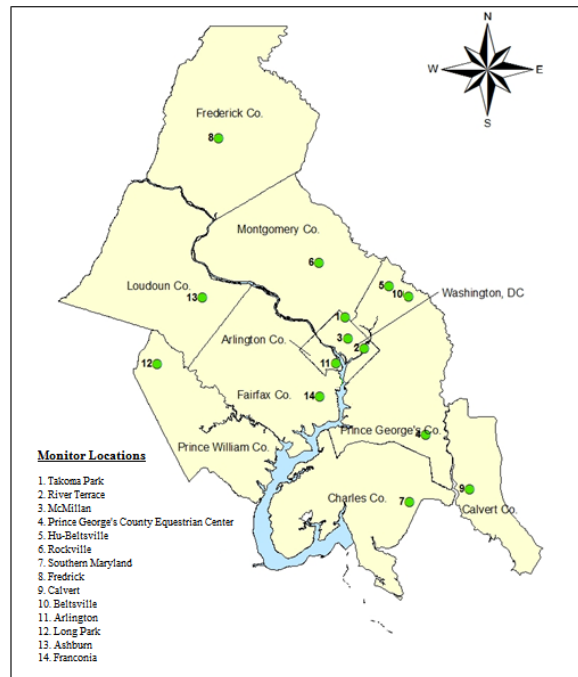 N
W E
S
Frederick Co.
8
Montgomery Co.
6
Loudoun Co.
13
5
10
Washington, DC
1
3
2
Arlington Co.
11
12
Fairfax Co.
14
Prince George's Co.
4
Prince William Co.
Charles Co.
7
9
Calvert Co.
Monitor Locations
1. Takoma Park
2. River Terrace
3. McMillan
4. Prince George's County Equestrian Center
5. Hu-Beltsville
6. Rockville
7. Southern Maryland
8. Fredrick
9. Calvert
10. Beltsville
11. Arlington
12. Long Park
13. Ashburn
14. Franconia